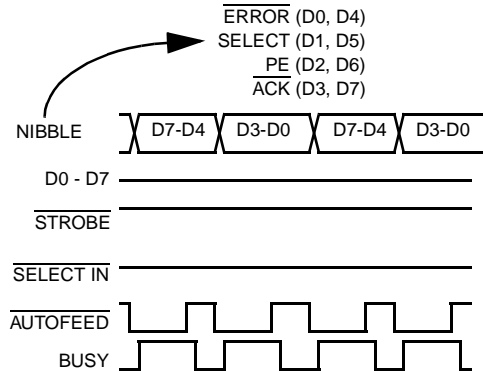 ERROR (D0, D4)
SELECT (D1, D5)
PE (D2, D6)
ACK (D3, D7)
NIBBLE D7-D4 D3-D0 D7-D4 D3-D0
D0 - D7
STROBE
SELECT IN
AUTOFEED
BUSY